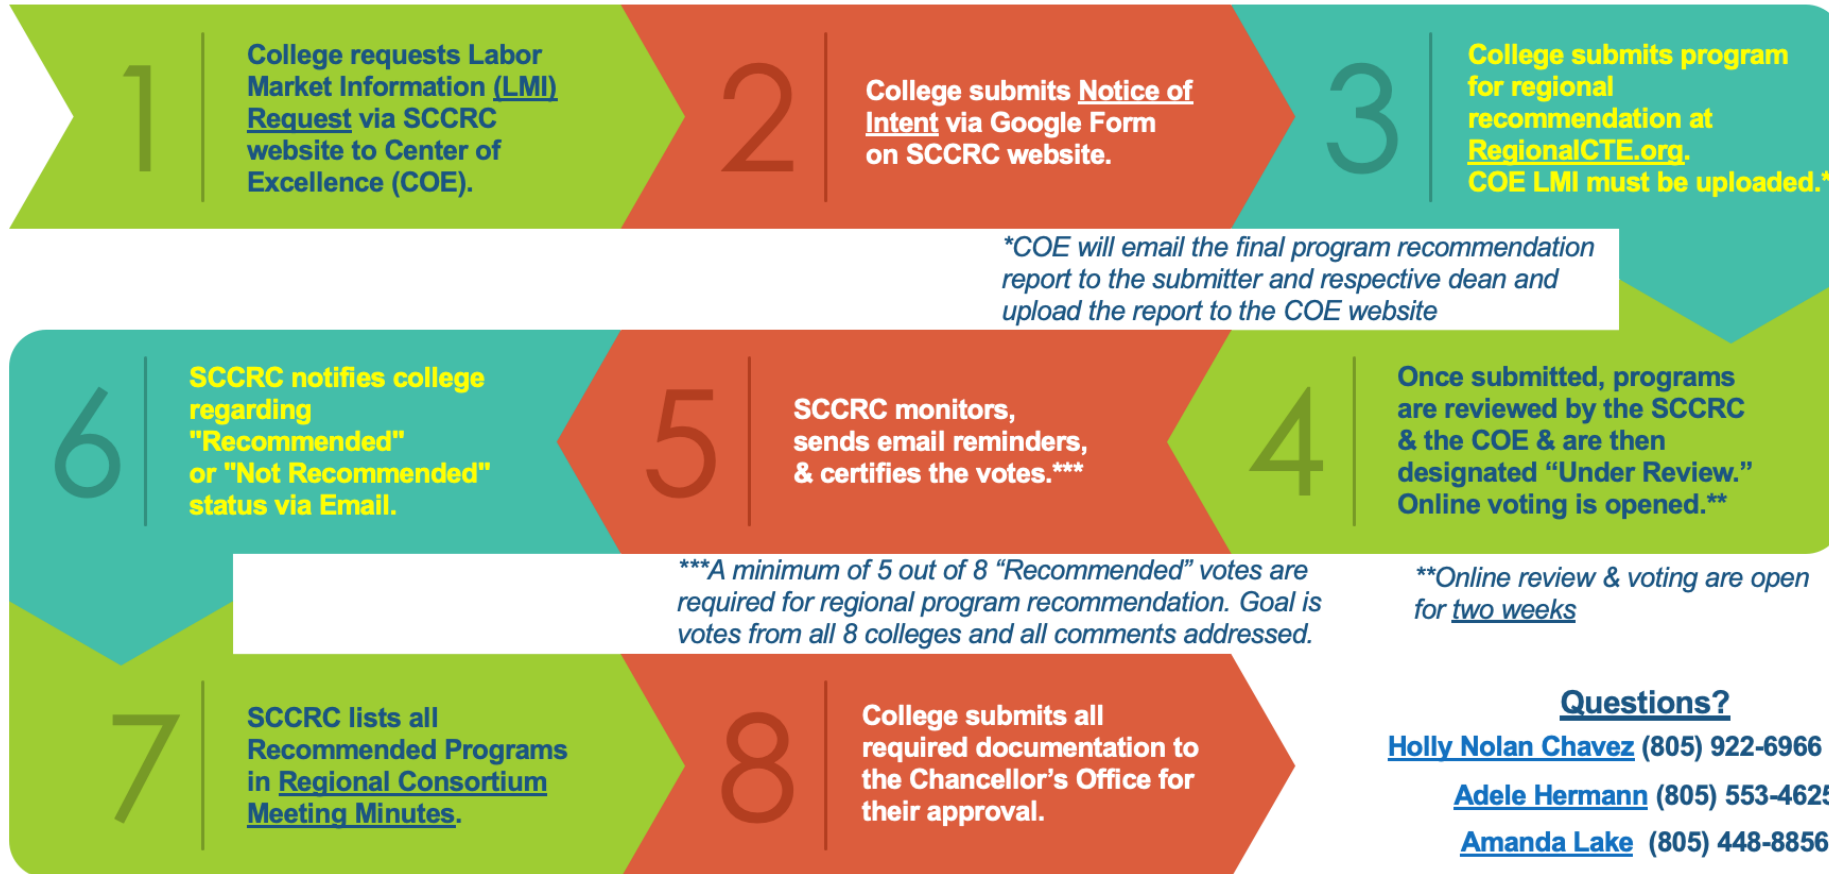 1
College requests Labor
Market Information (LMI)
Request via SCCRC
website to Center of
Excellence (COE).
2
College submits Notice of
Intent via Google Form
on SCCRC website.
3
College submits program
for regional
recommendation at
RegionalCTE.org.
COE LMI must be uploaded.*
*COE will email the final program recommendation
report to the submitter and respective dean and
upload the report to the COE website
4
Once submitted, programs
are reviewed by the SCCRC
& the COE & are then
designated “Under Review.”
Online voting is opened.**
**Online review & voting are open
for two weeks
5
SCCRC monitors,
sends email reminders,
& certifies the votes.***
***A minimum of 5 out of 8 “Recommended” votes are
required for regional program recommendation. Goal is
votes from all 8 colleges and all comments addressed.
6
SCCRC notifies college
regarding
"Recommended"
or "Not Recommended"
status via Email.
7
SCCRC lists all
Recommended Programs
in Regional Consortium
Meeting Minutes.
8
College submits all
required documentation to
the Chancellor’s Office for
their approval.
Questions?
Holly Nolan Chavez (805) 922-6966
Adele Hermann (805) 553-4625
Amanda Lake (805) 448-8856